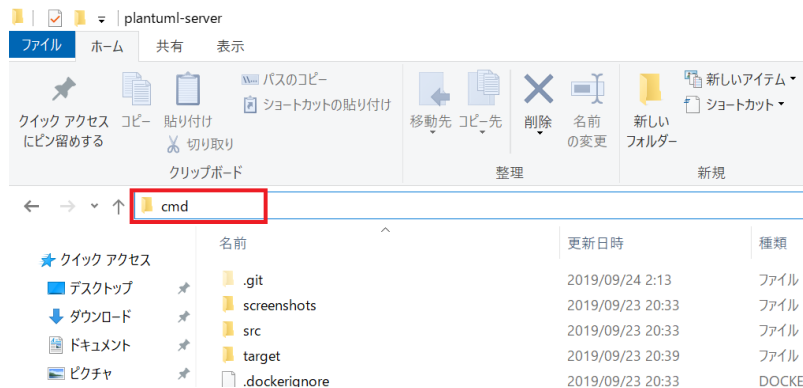 plantuml-server
ファイル ホーム 共有 表示
クイック アクセス
にピン留めする
コピー
貼り付け
パスのコピー
ショートカットの貼り付け
切り取り
クリップボード
移動先
コピー先
削除
名前
の変更
整理
新しい
フォルダー
新しいアイテム
ショートカット
新規
cmd
名前 更新日時 種類
クイック アクセス
デスクトップ
ダウンロード
ドキュメント
ピクチャ
.git 2019/09/24 2:13 ファイル
screenshots 2019/09/23 20:33 ファイル
src 2019/09/23 20:33 ファイル
target 2019/09/23 20:39 ファイル
.dockerignore 2019/09/23 20:33 DOCKE